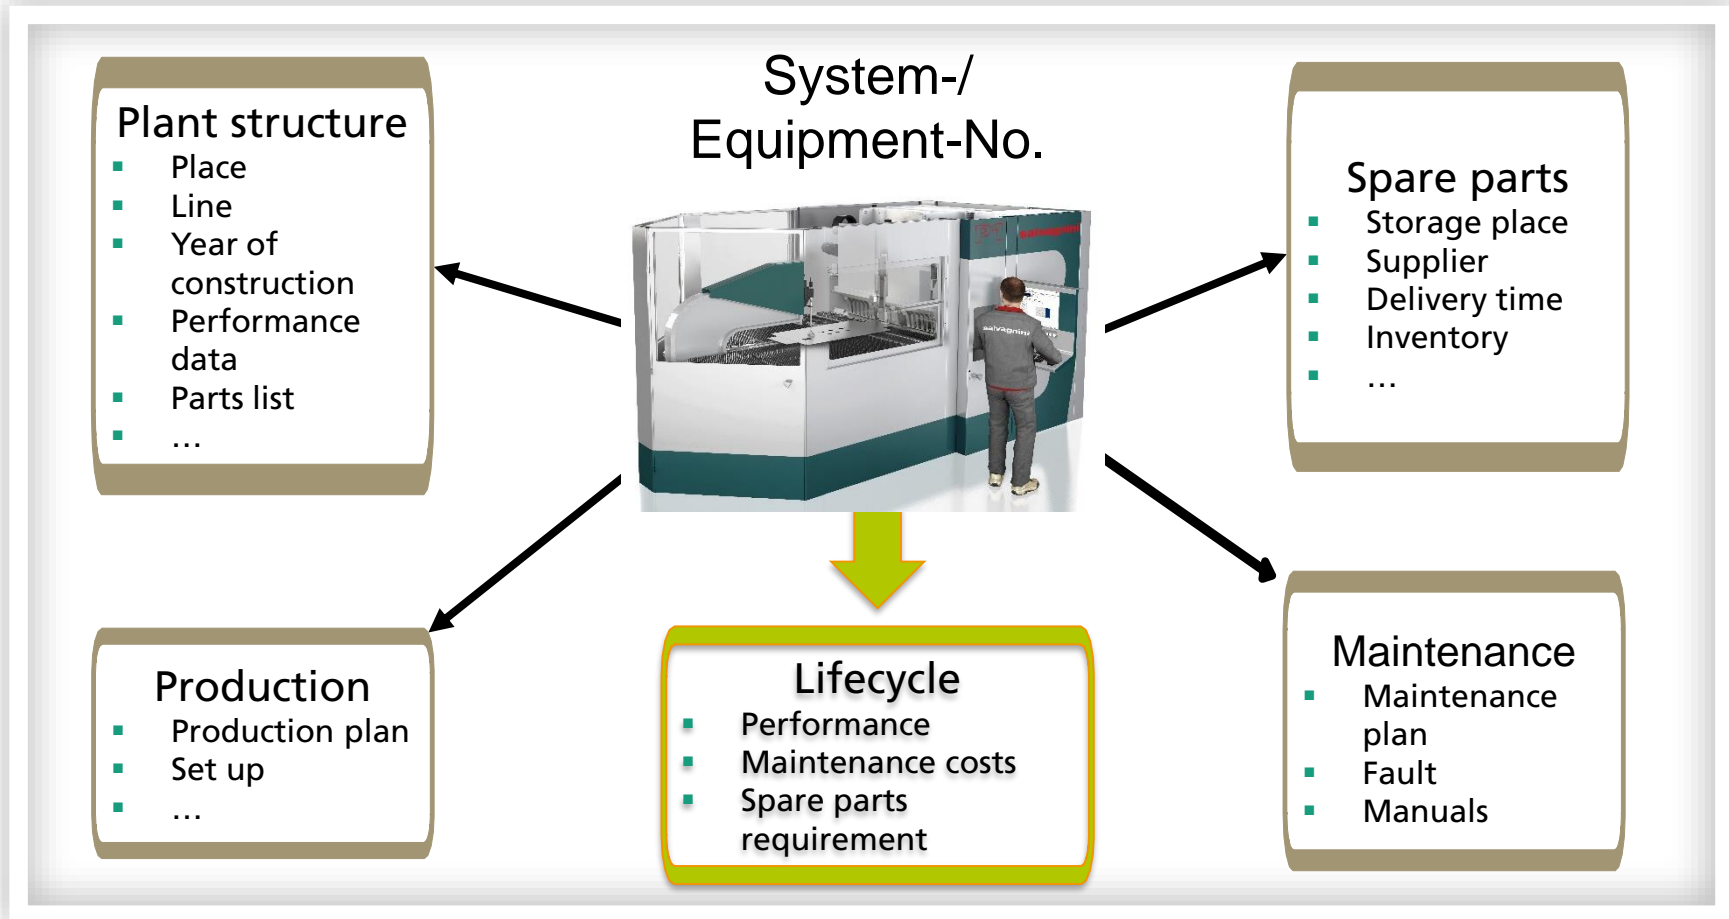 System-/
Equipment-No.
Plant structure
Place
Line
Year of
construction
Performance
data
Parts list
…
Spare parts
Storage place
Supplier
Delivery time
Inventory
…
salvagnini
salvagnini
Production
Production plan
Set up
…
Lifecycle
Performance
Maintenance costs
Spare parts
requirement
Maintenance
Maintenance
plan
Fault
Manuals